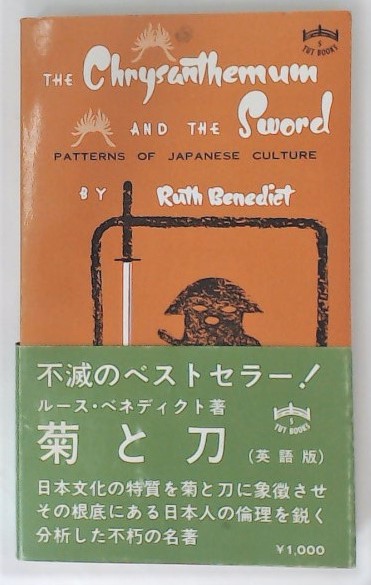 S
TUT BOOKS
THE Chrysanthemum
AND THE Sword
PATTERNS OF JAPANESE CULTURE
BY Ruth Benedict
不滅のベストセラー!
ルース・ベネディクト著
S
TUT BOOKS
菊と刀(英語版)
日本文化の特質を菊と刀に象徴させ
その根底にある日本人の倫理を鋭く
分析した不朽の名著
¥1,000